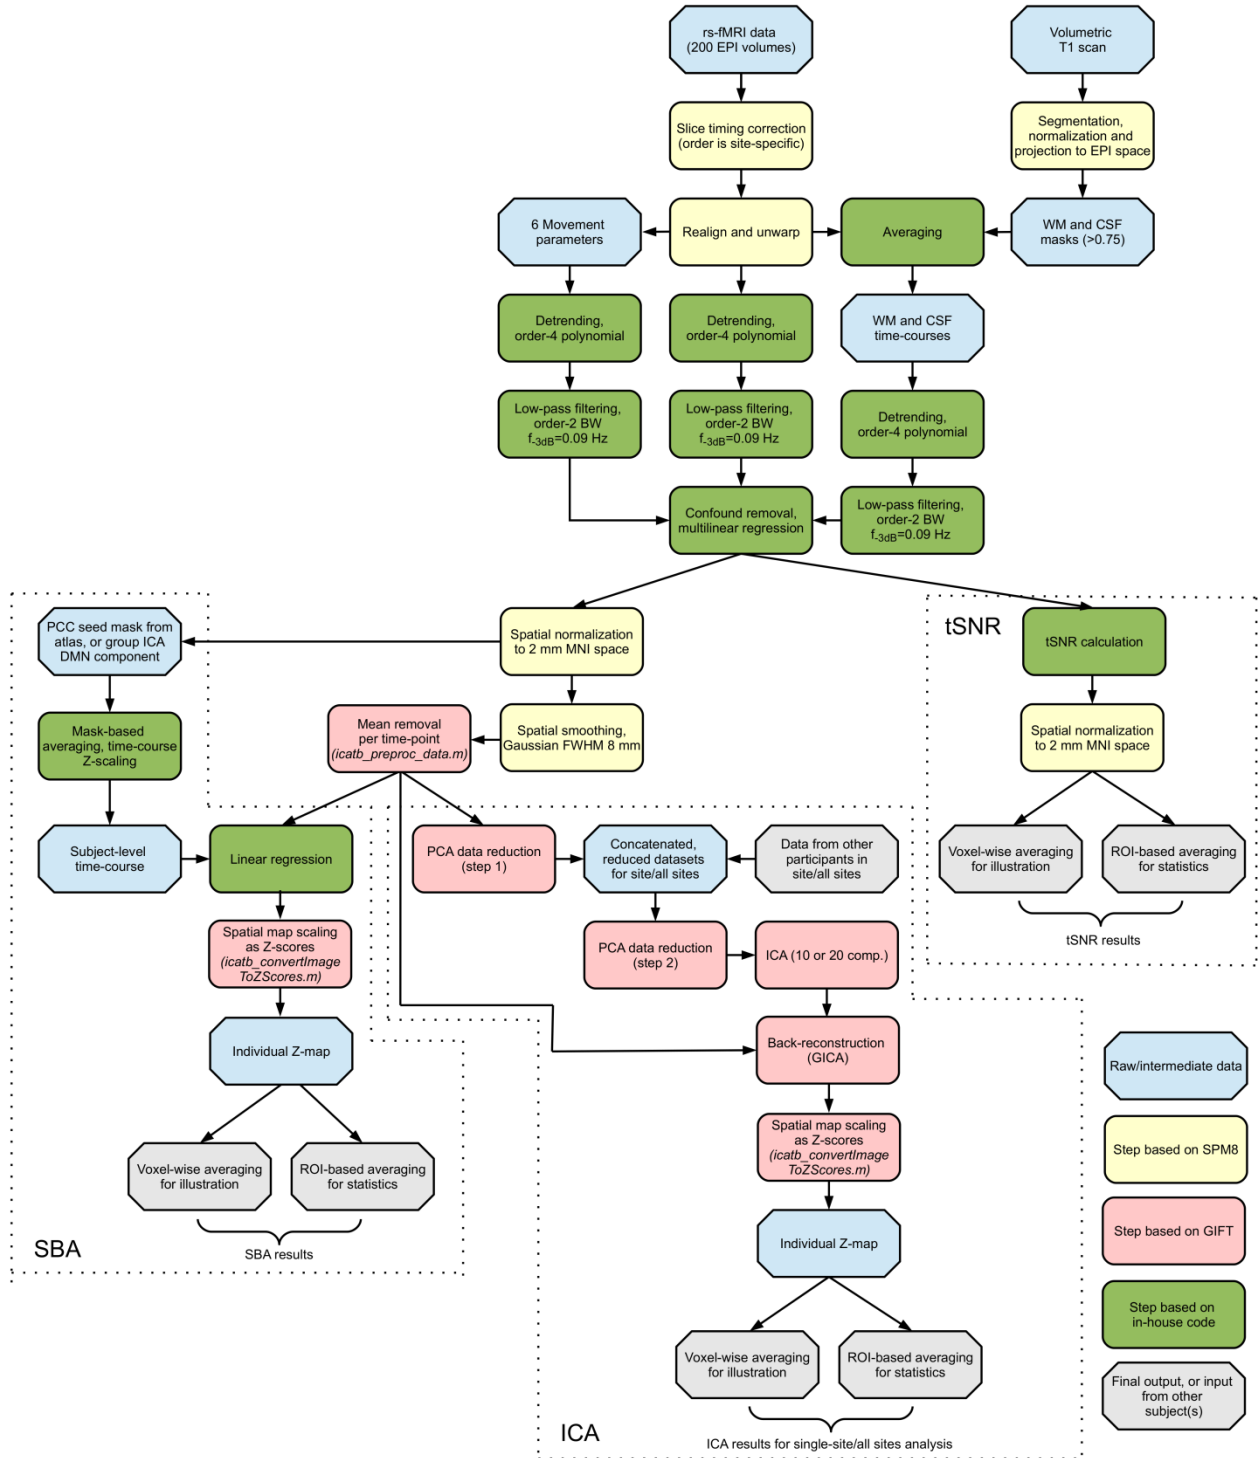 rs-fMRI data
(200 EPI volumes)
Volumetric
T1 scan
Slice timing correction
(order is site-specific)
Segmentation,
normalization and
projection to EPI space
6 Movement
parameters
Realign and unwarp
Averaging
WM and CSF
masks (>0.75)
Detrending,
order-4 polynomial
Detrending,
order-4 polynomial
WM and CSF
time-courses
Low-pass filtering,
order-2 BW
f-3dB=0.09 Hz
Low-pass filtering,
order-2 BW
f-3dB=0.09 Hz
Detrending,
order-4 polynomial
Confound removal,
multilinear regression
Low-pass filtering,
order-2 BW
f-3dB=0.09 Hz
PCC seed mask from
atlas, or group ICA
DMN component
Spatial normalization
to 2 mm MNI space
tSNR
tSNR calculation
Mask-based
averaging, time-course
Z-scaling
Mean removal
per time-point
(icatb_preproc_data.m)
Spatial smoothing,
Gaussian FWHM 8 mm
Spatial normalization
to 2 mm MNI space
Subject-level
time-course
Linear regression
PCA data reduction
(step 1)
Concatenated,
reduced datasets
for site/all sites
Data from other
participants in
site/all sites
Voxel-wise averaging
for illustration
ROI-based averaging
for statistics
tSNR results
Spatial map scaling
as Z-scores
(icatb_convertImage
ToZScores.m)
PCA data reduction
(step 2)
ICA (10 or 20 comp.)
Individual Z-map
Back-reconstruction
(GICA)
Raw/intermediate data
Voxel-wise averaging
for illustration
ROI-based averaging
for statistics
Spatial map scaling
as Z-scores
(icatb_convertImage
ToZScores.m)
Step based on SPM8
SBA
SBA results
Individual Z-map
Step based on GIFT
Step based on
in-house code
Voxel-wise averaging
for illustration
ROI-based averaging
for statistics
Final output, or input
from other
subject(s)
ICA
ICA results for single-site/all sites analysis